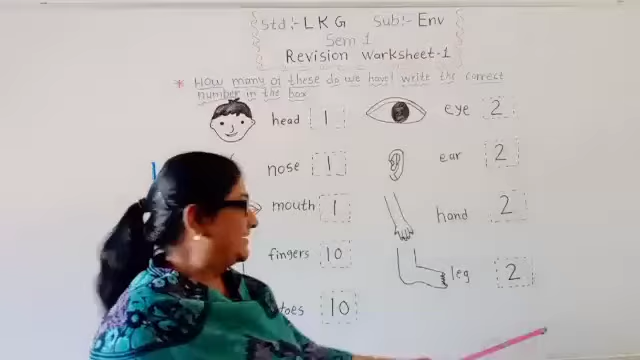 Std :- L K G Sub :- Env
Sem 1
Revision Warksheet-1
* How many of these do we have! write the correct
number in the box
head 1 eye 2
nose 1 ear 2
mouth 1 hand 2
fingers 10 leg 2
toes 10